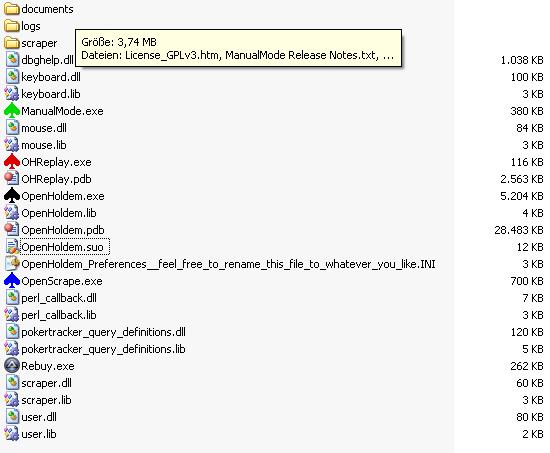 documents
logs
scraper
Größe: 3,74 MB
Dateien: License_GPLv3.htm, ManualMode Release Notes.txt, ...
dbghelp.dll 1.038 KB
keyboard.dll 100 KB
keyboard.lib 3 KB
ManualMode.exe 380 KB
mouse.dll 84 KB
mouse.lib 3 KB
OHReplay.exe 116 KB
OHReplay.pdb 2.563 KB
OpenHoldem.exe 5.204 KB
OpenHoldem.lib 4 KB
OpenHoldem.pdb 28.483 KB
OpenHoldem.suo 12 KB
OpenHoldem_Preferences__feel_free_to_rename_this_file_to_whatever_you_like.INI 3 KB
OpenScrape.exe 700 KB
perl_callback.dll 7 KB
perl_callback.lib 3 KB
pokertracker_query_definitions.dll 120 KB
pokertracker_query_definitions.lib 5 KB
Rebuy.exe 262 KB
scraper.dll 60 KB
scraper.lib 3 KB
user.dll 80 KB
user.lib 2 KB